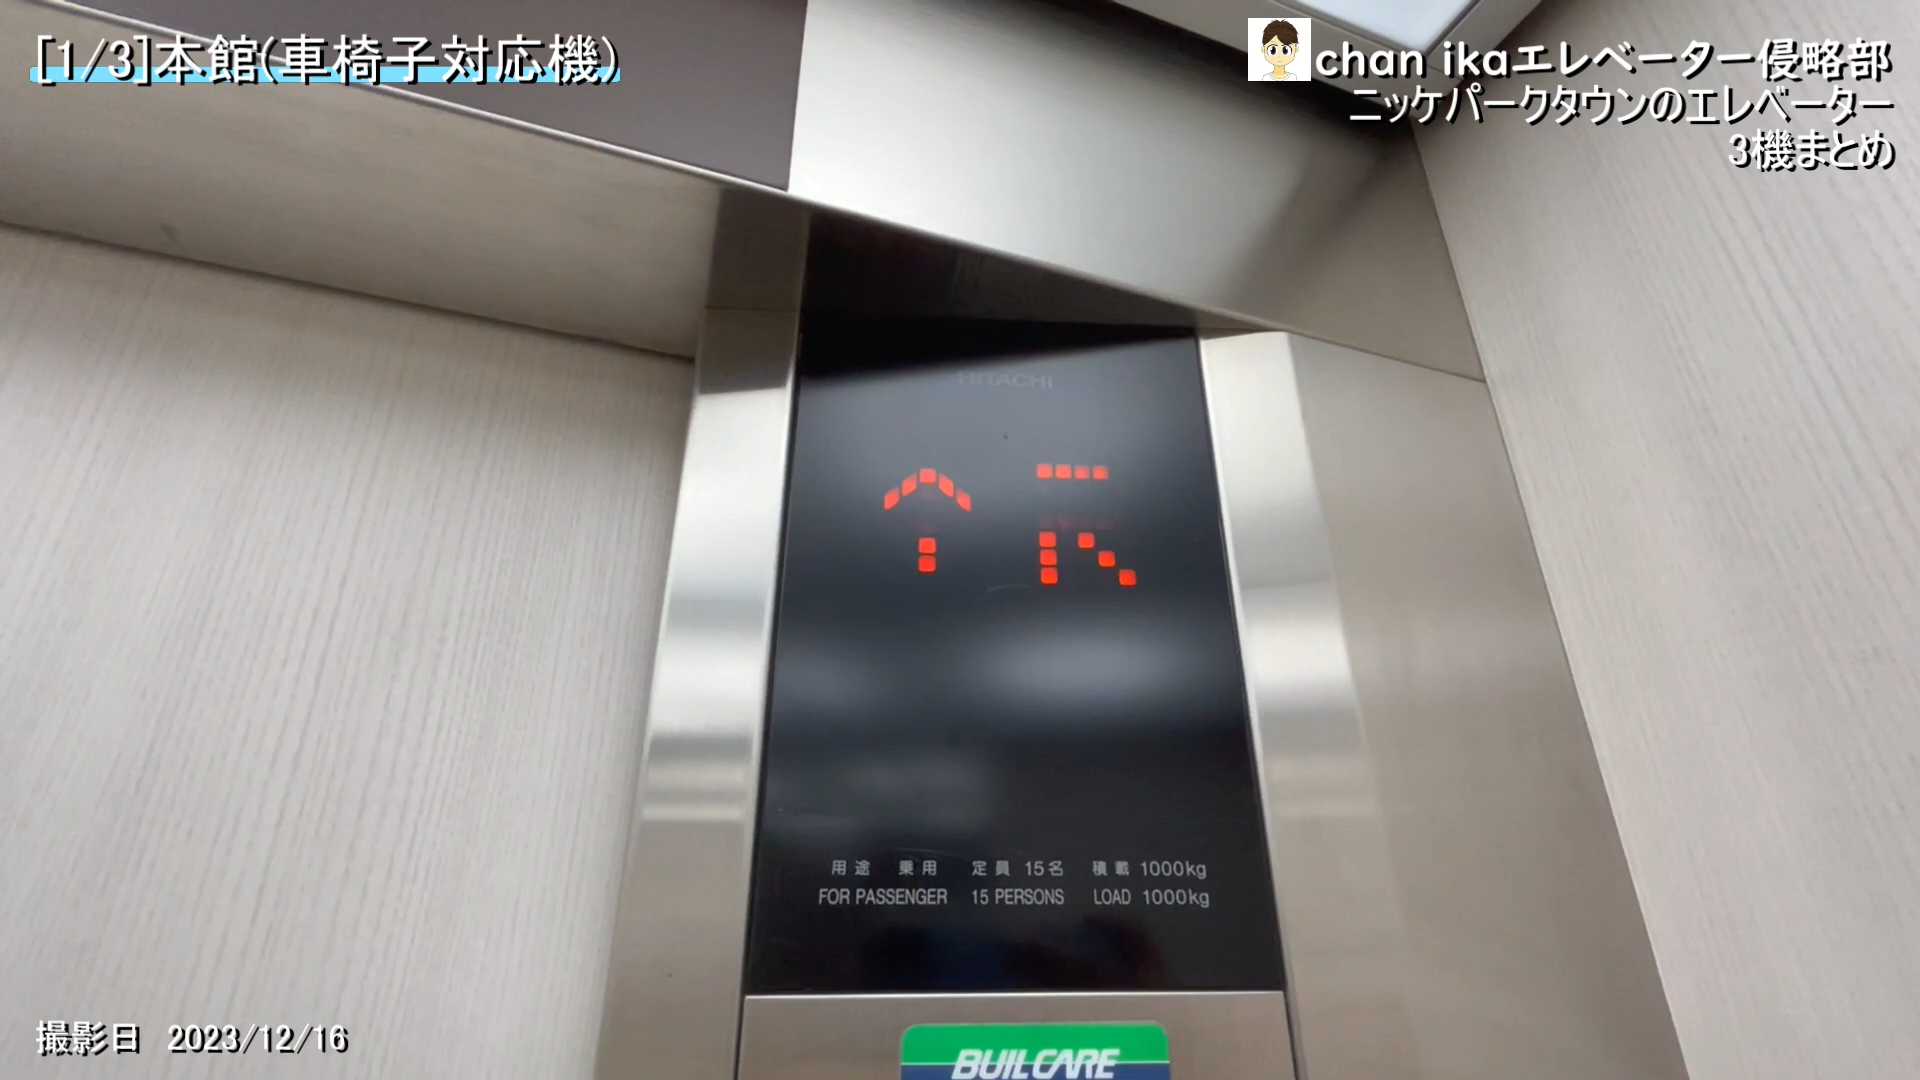 [1/3]本館(車椅子対応機)
chan ikaエレベーター侵略部
ニッケパークタウンのエレベーター
3機まとめ
HITACHI
R
用途 乗用 定員 15名 積載 1000kg
FOR PASSENGER 15 PERSONS LOAD 1000kg
BUILCARE
撮影日 2023/12/16